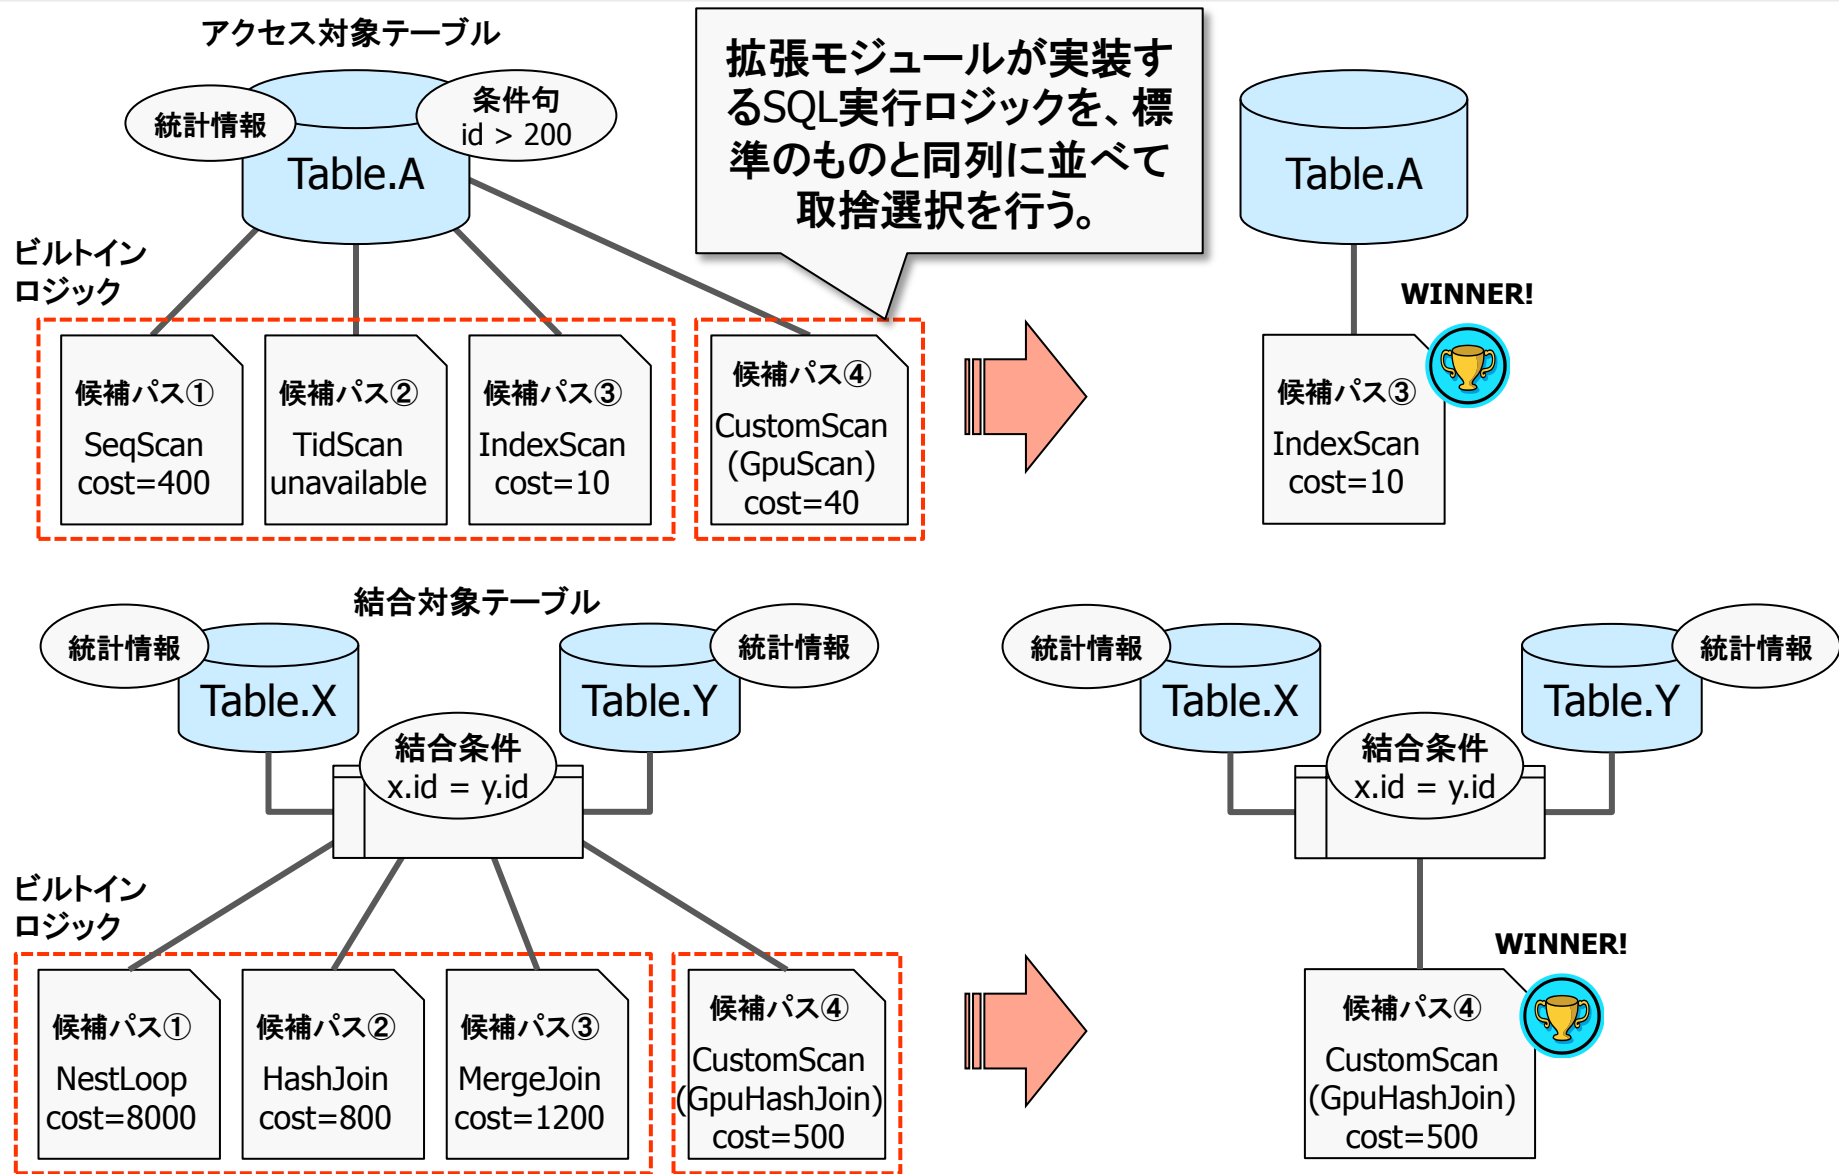 アクセス対象テーブル
統計情報
条件句
id > 200
Table.A
拡張モジュールが実装す
るSQL実行ロジックを、標
準のものと同列に並べて
取捨選択を行う。
ビルトイン
ロジック
候補パス①
SeqScan
cost=400
候補パス②
TidScan
unavailable
候補パス③
IndexScan
cost=10
候補パス④
CustomScan
(GpuScan)
cost=40
Table.A
WINNER!
候補パス③
IndexScan
cost=10
結合対象テーブル
統計情報
Table.X
統計情報
Table.Y
結合条件
x.id = y.id
ビルトイン
ロジック
候補パス①
NestLoop
cost=8000
候補パス②
HashJoin
cost=800
候補パス③
MergeJoin
cost=1200
候補パス④
CustomScan
(GpuHashJoin)
cost=500
統計情報
Table.X
統計情報
Table.Y
結合条件
x.id = y.id
WINNER!
候補パス④
CustomScan
(GpuHashJoin)
cost=500